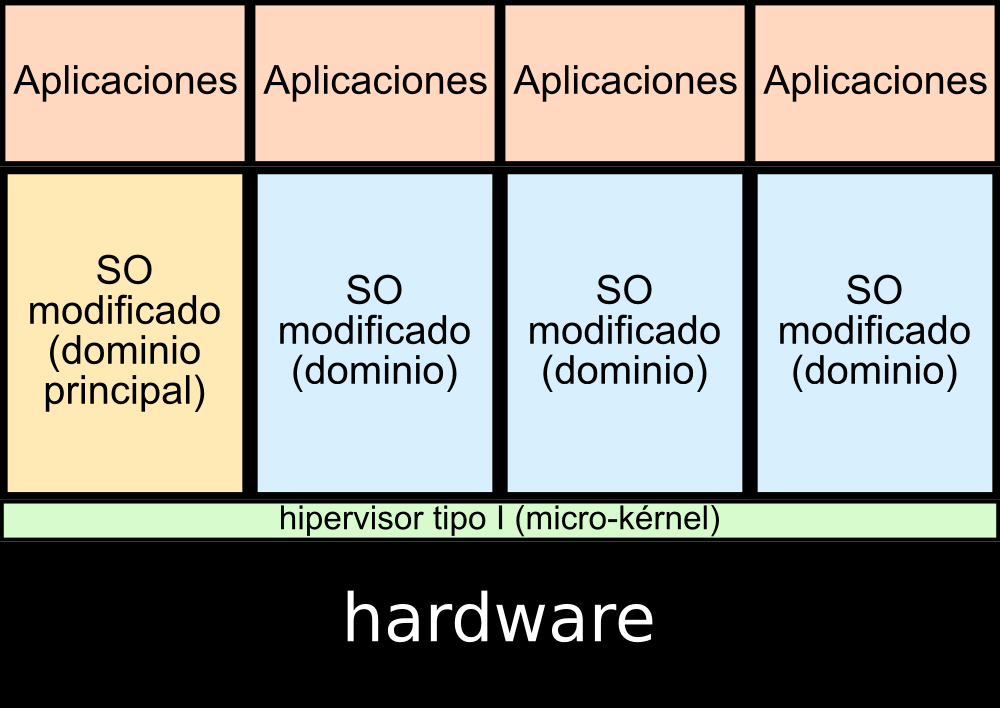 Aplicaciones Aplicaciones Aplicaciones Aplicaciones
SO
modificado
(dominio
principal)
SO
modificado
(dominio)
SO
modificado
(dominio)
SO
modificado
(dominio)
hipervisor tipo I (micro-kérnel)
hardware